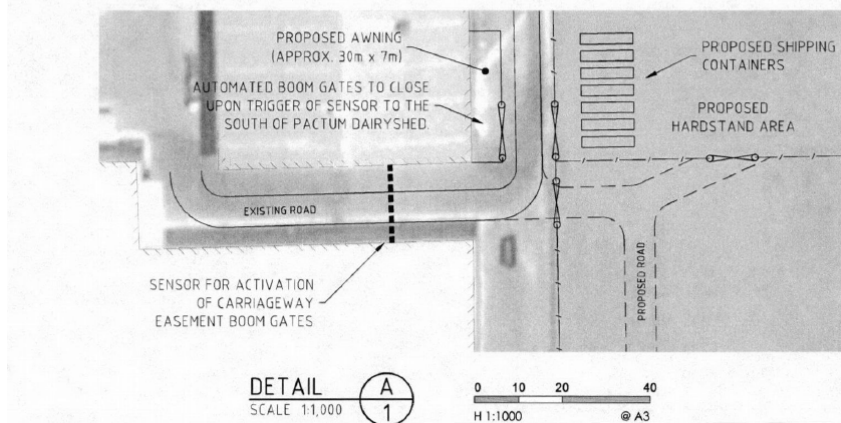 PROPOSED AWNING
(APPROX. 30m x 7m)
AUTOMATED BOOM GATES TO CLOSE
UPON TRIGGER OF SENSOR TO THE
SOUTH OF PACTUM DAIRYSHED.
PROPOSED SHIPPING
CONTAINERS
PROPOSED
HARDSTAND AREA
EXISTING ROAD
SENSOR FOR ACTIVATION
OF CARRIAGEWAY
EASEMENT BOOM GATES
PROPOSED ROAD
DETAIL
SCALE 1:1,000
A
1
0 10 20 40
H 1:1000 @ A3